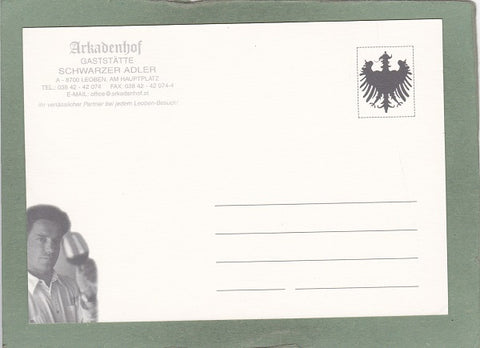 Arkadenhof
GASTSTÄTTE
SCHWARZER ADLER
A - 8700 LEOBEN, AM HAUPTPLATZ
TEL.: 038 42 - 42 074 FAX: 038 42 - 42 074-4
E-MAIL: office@arkadenhof.at
Ihr verlässlicher Partner bei jedem Leoben-Besuch!